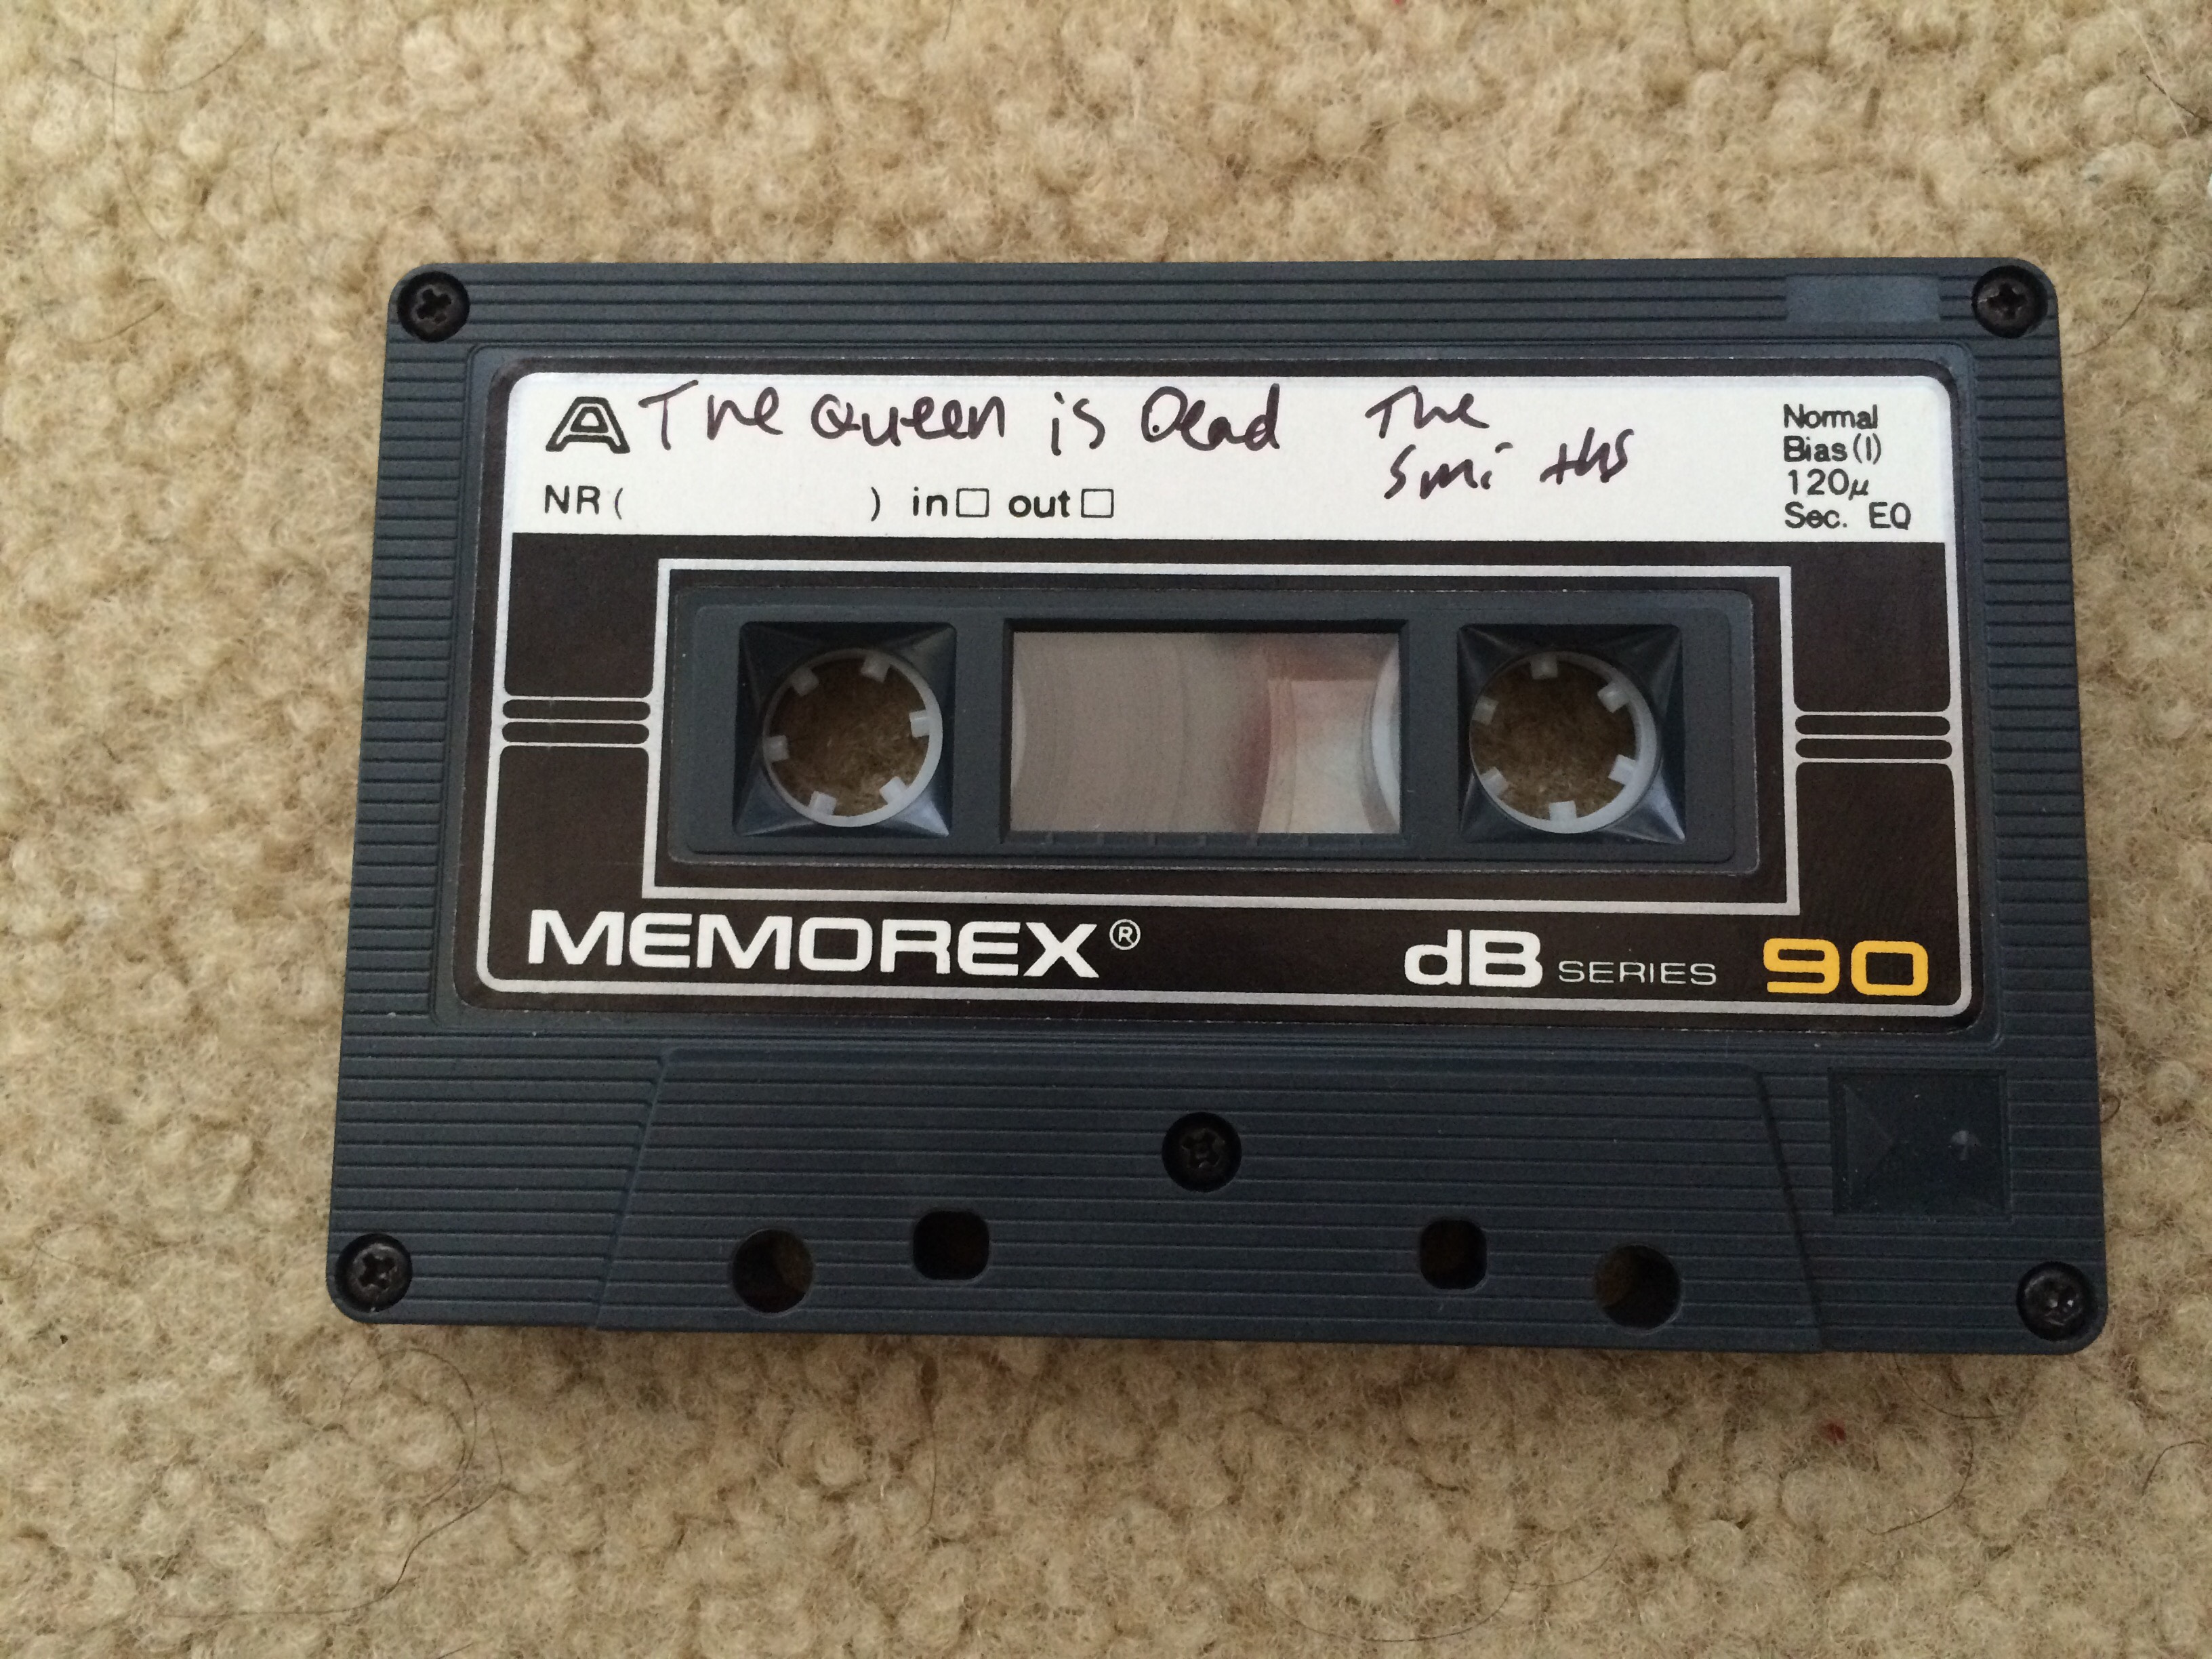 A The Queen is Dead The
Smiths
Normal
Bias (I)
120µ
Sec. EQ
NR ( ) in□ out□
MEMOREX® dB SERIES 90